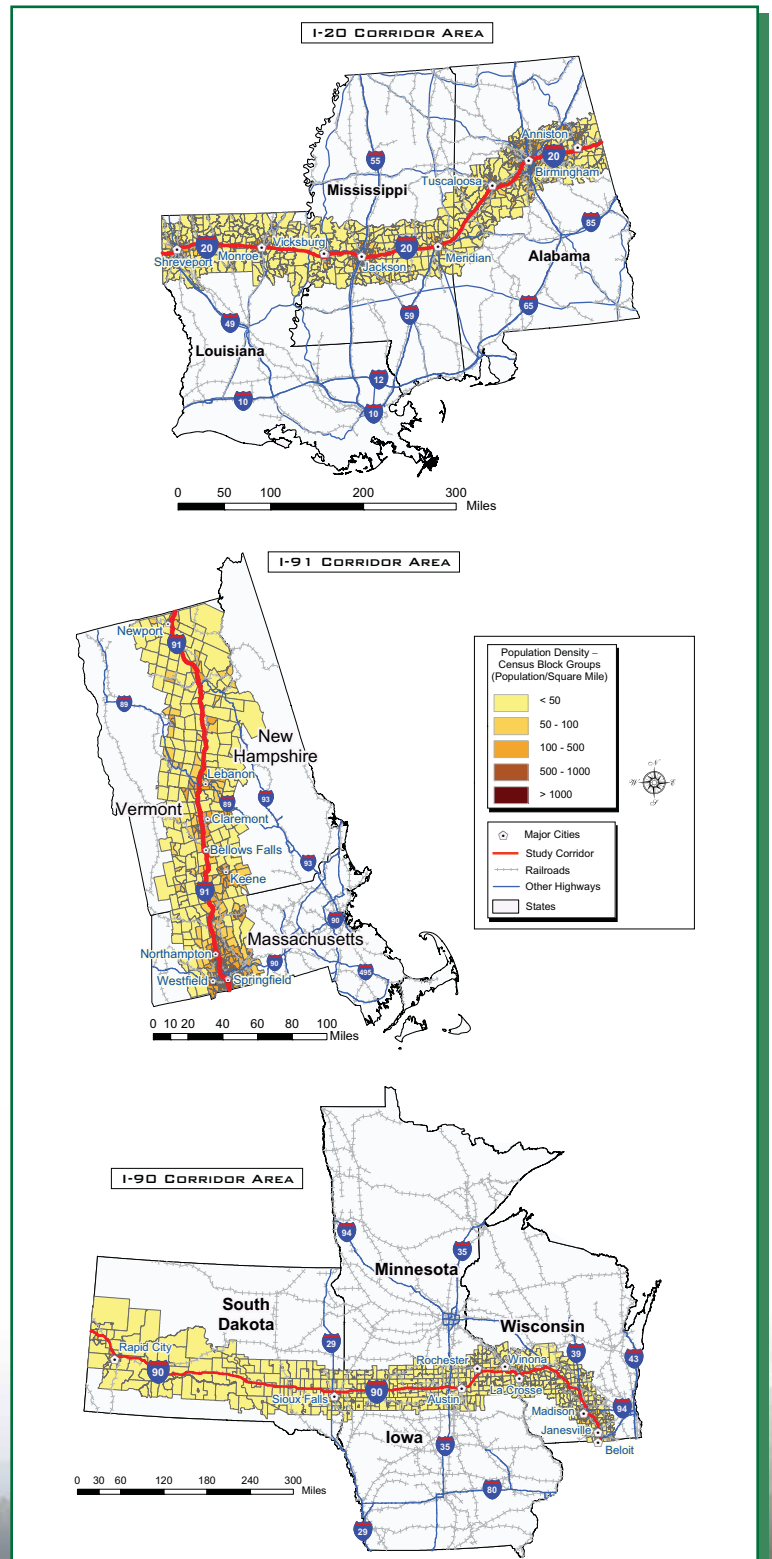 I-20 Corridor Area
Anniston
20
55
Birmingham
Tuscaloosa
Mississippi
85
20
Vicksburg
20
Monroe
Shreveport
Jackson
Meridian
Alabama
65
59
49
Louisiana
12
10
10
0 50 100 200 300
Miles
I-91 Corridor Area
Newport
91
89
New
Hampshire
Lebanon
93
89
Vermont
Claremont
Bellows Falls
93
Keene
91
90
Massachusetts
Northampton
90
495
Westfield
Springfield
0 10 20 40 60 80 100
Miles
Population Density –
Census Block Groups
(Population/Square Mile)
< 50
50 - 100
100 - 500
500 - 1000
> 1000
N
W E
S
Major Cities
Study Corridor
Railroads
Other Highways
States
I-90 Corridor Area
94
35
Minnesota
South
Dakota
Wisconsin
29
39
43
Rapid City
Rochester
Winona
90
90
Sioux Falls
Austin
La Crosse
Madison
94
Janesville
Iowa
Beloit
35
80
0 30 60 120 180 240 300
Miles
29